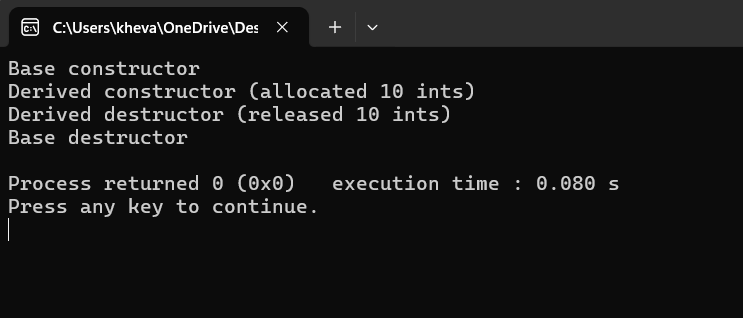 C:\Users\kheva\OneDrive\Des
Base constructor
Derived constructor (allocated 10 ints)
Derived destructor (released 10 ints)
Base destructor
Process returned 0 (0x0)   execution time : 0.080 s
Press any key to continue.